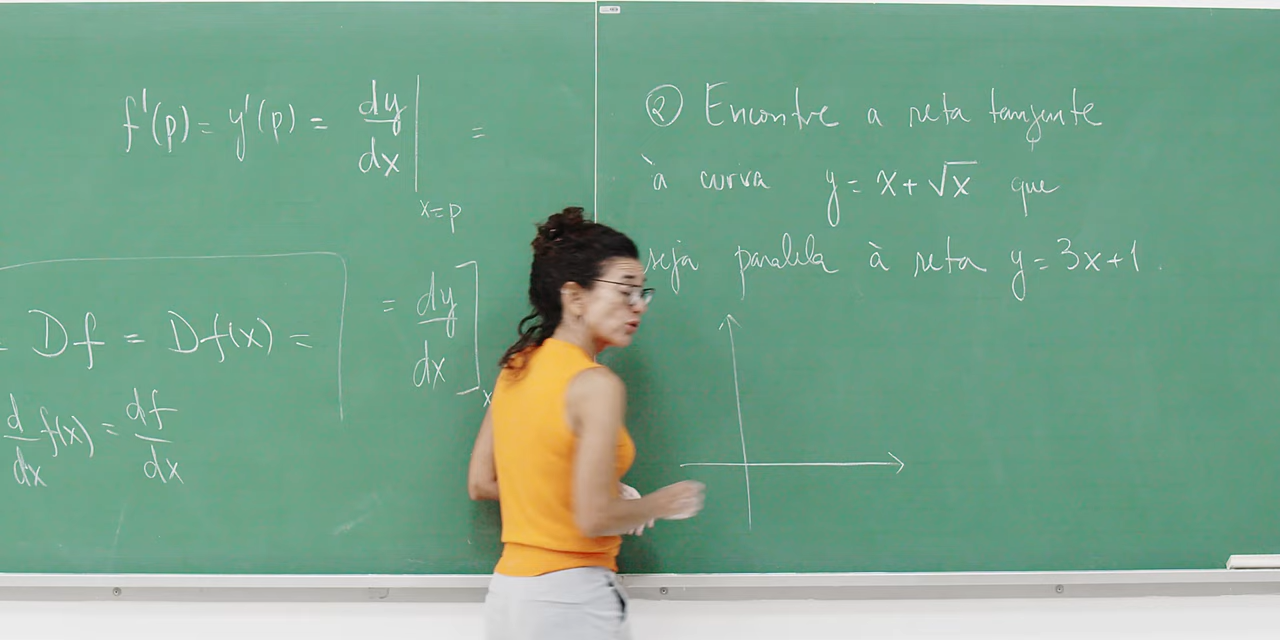 f'(p) = y'(p) = dy/dx | x=p =
= dy/dx ] x
= Df = Df(x) =
d/dx f(x) = df/dx
② Encontre a reta tangente
à curva y = x + √x que
seja paralela à reta y = 3x+1.